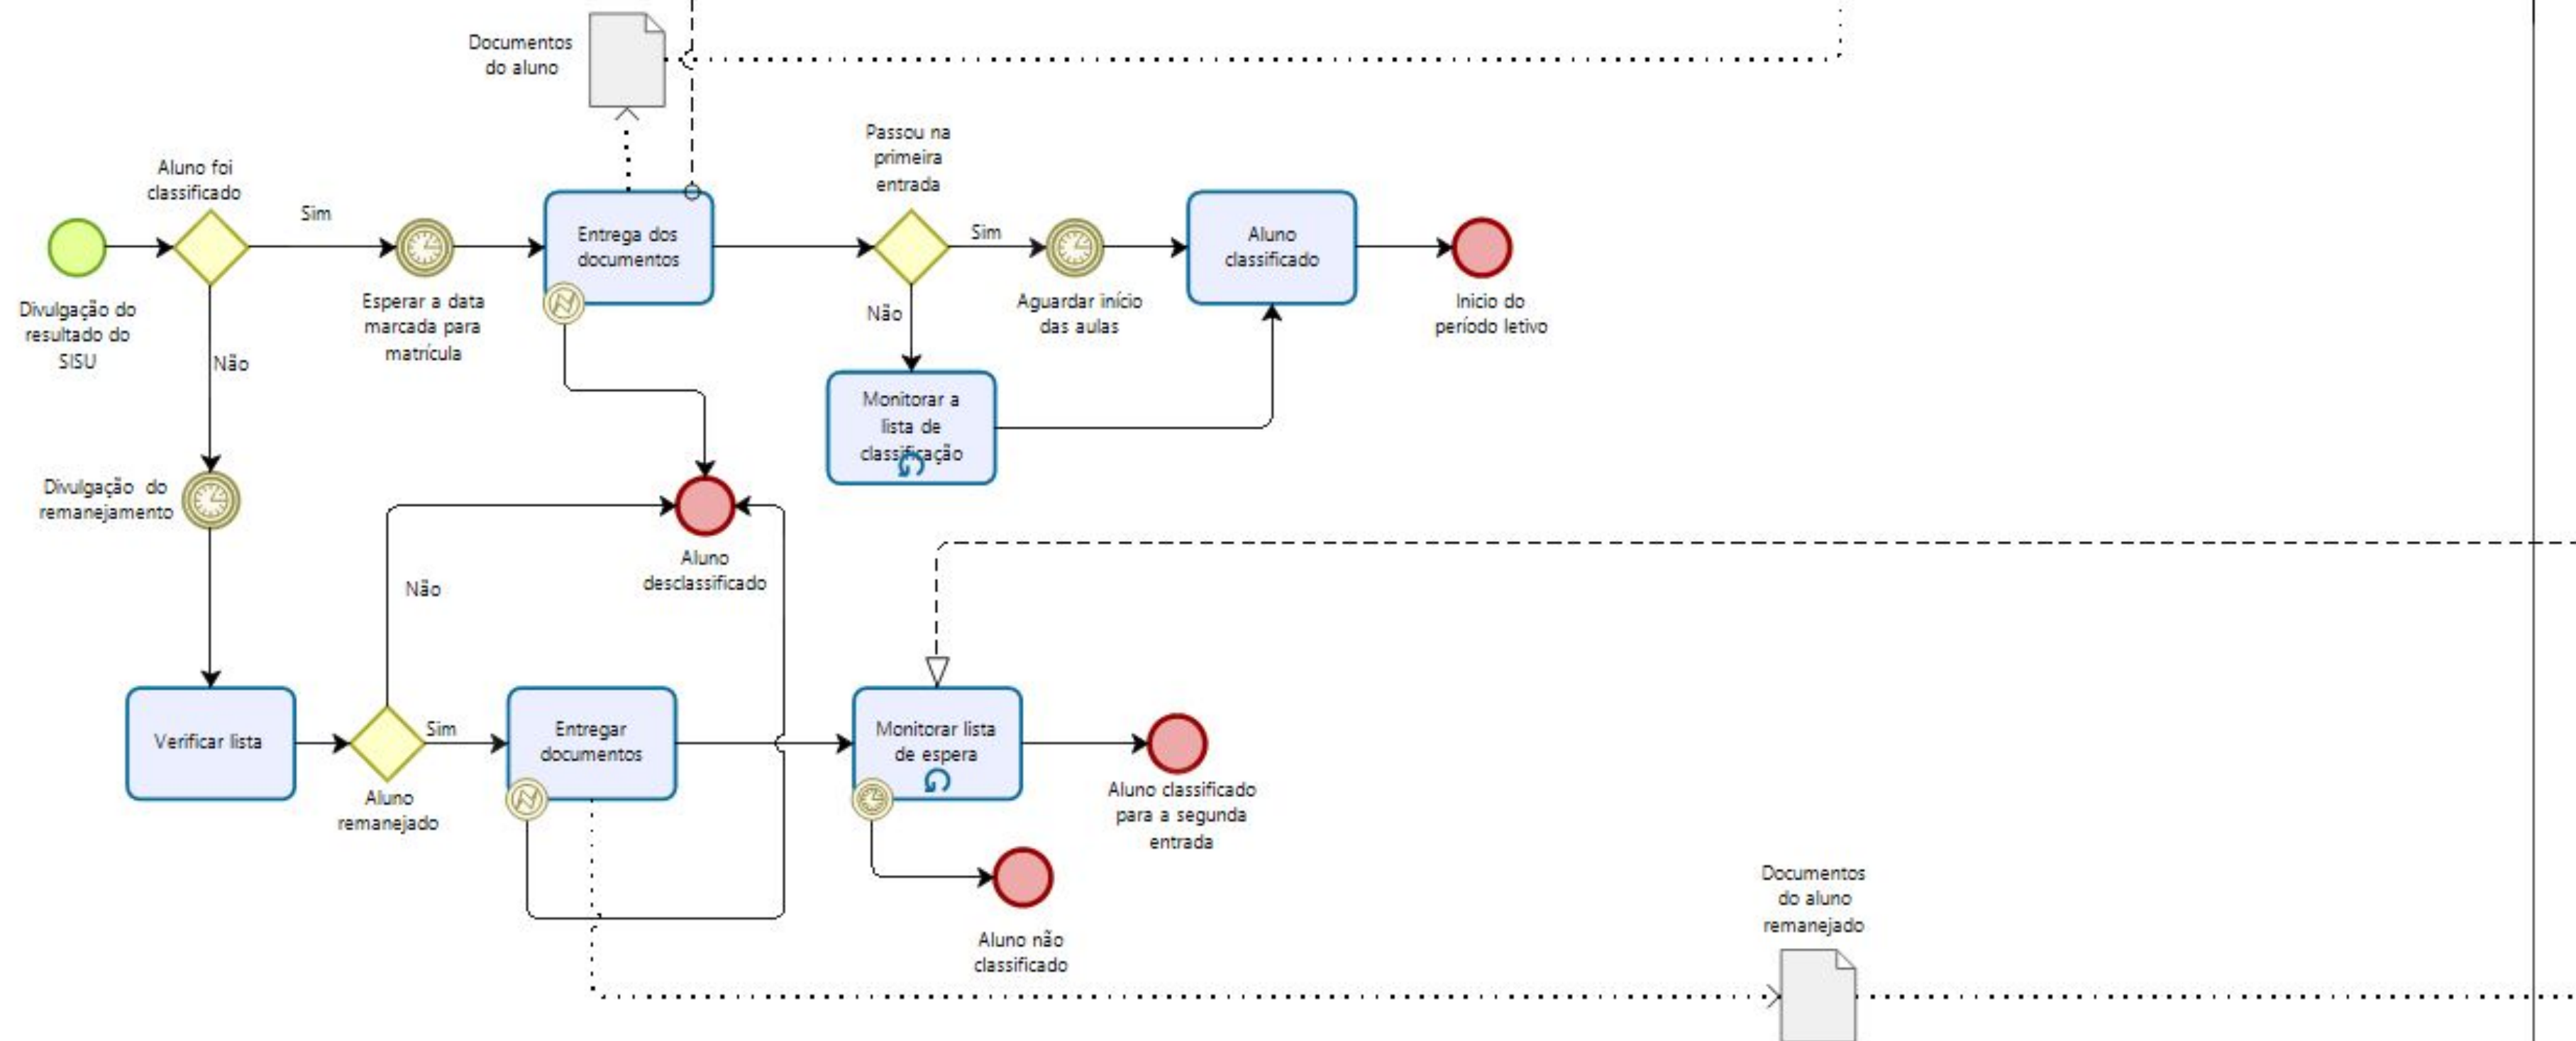 Documentos
do aluno
Passou na
primeira
entrada
Aluno foi
classificado
Sim
Entrega dos
documentos
Sim
Aluno
classificado
Divulgação do
resultado do
SISU
Esperar a data
marcada para
matrícula
Não
Aguardar início
das aulas
Inicio do
período letivo
Não
Monitorar a
lista de
classificação
Divulgação do
remanejamento
Aluno
desclassificado
Não
Verificar lista
Sim
Entregar
documentos
Monitorar lista
de espera
Aluno
remanejado
Aluno classificado
para a segunda
entrada
Aluno não
classificado
Documentos
do aluno
remanejado